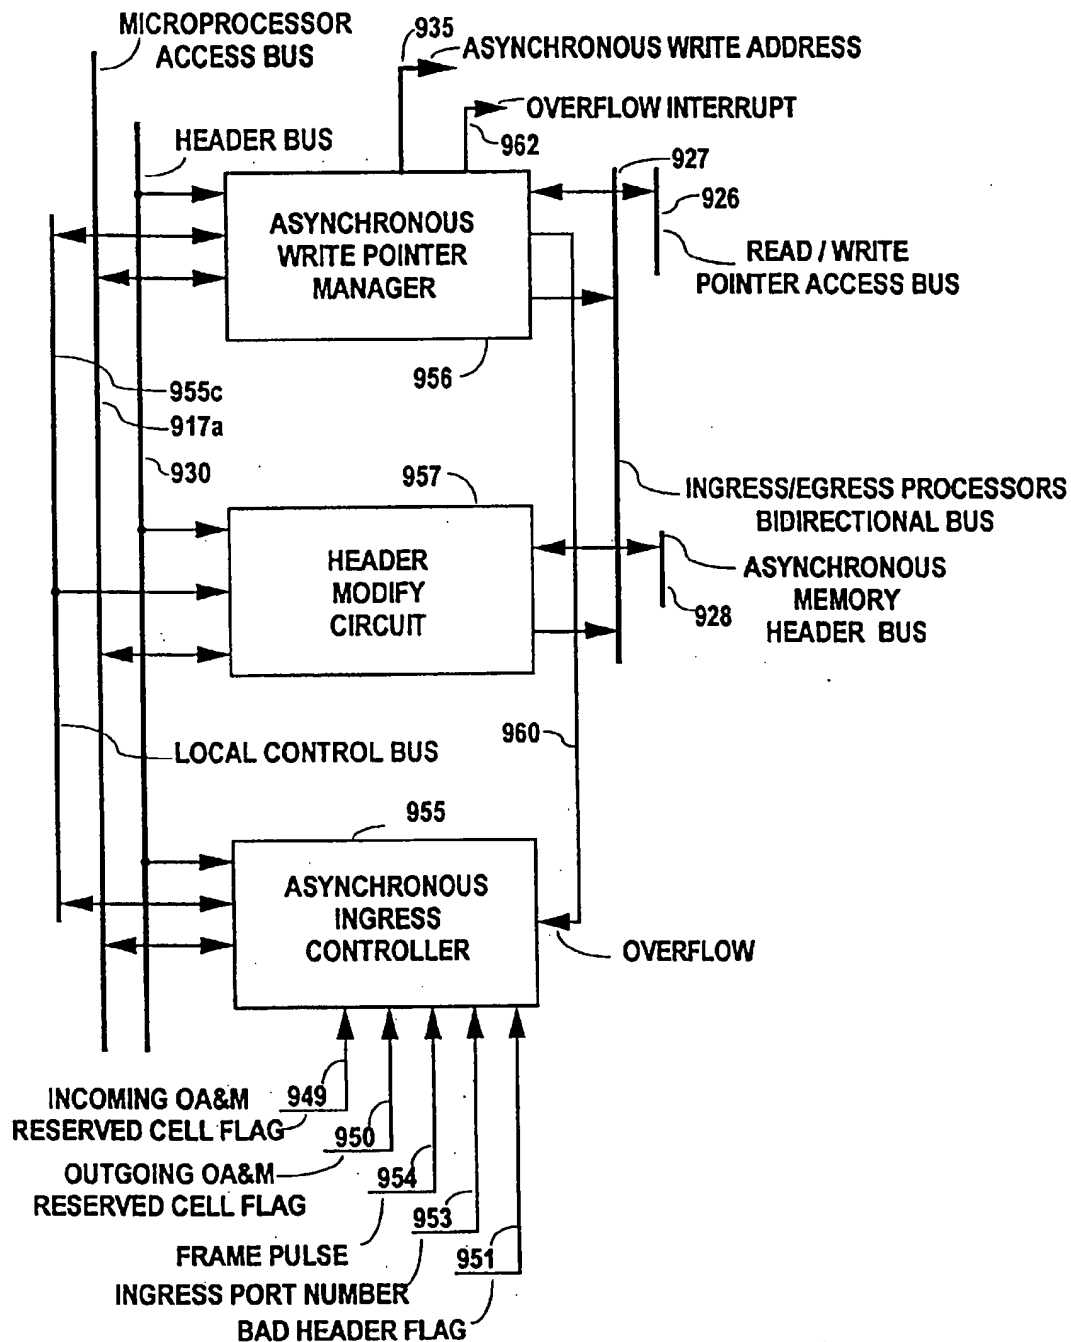 MICROPROCESSOR
ACCESS BUS
935
ASYNCHRONOUS WRITE ADDRESS
OVERFLOW INTERRUPT
962
HEADER BUS
927
926
ASYNCHRONOUS
WRITE POINTER
MANAGER
READ / WRITE
POINTER ACCESS BUS
956
955c
917a
930
957
INGRESS/EGRESS PROCESSORS
BIDIRECTIONAL BUS
HEADER
MODIFY
CIRCUIT
ASYNCHRONOUS
MEMORY
HEADER BUS
928
960
LOCAL CONTROL BUS
955
ASYNCHRONOUS
INGRESS
CONTROLLER
OVERFLOW
949
INCOMING OA&M
RESERVED CELL FLAG
950
OUTGOING OA&M
RESERVED CELL FLAG
954
953
FRAME PULSE
951
INGRESS PORT NUMBER
BAD HEADER FLAG